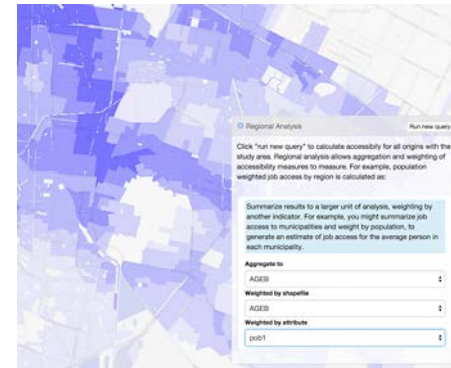 Regional Analysis
Run new query
Click "run new query" to calculate accessibily for all origins with the
study area. Regional analysis allows aggregation and weighting of
accessibility measures to measure. For example, population
weighted job access by region is calculated as:
Summarize results to a larger unit of analysis, weighting by
another indicator. For example, you might summarize job
access to municipalities and weight by population, to
generate an estimate of job access for the average person in
each municipality.
Aggregate to
AGEB
Weighted by shapefile
AGEB
Weighted by attribute
pob1